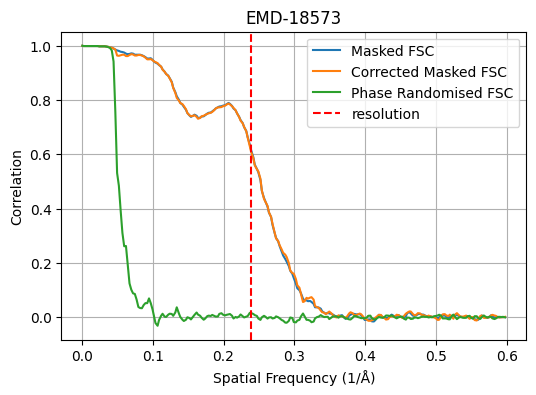 EMD-18573
Masked FSC
Corrected Masked FSC
Phase Randomised FSC
resolution
1.0
0.8
0.6
0.4
0.2
0.0
Correlation
0.0 0.1 0.2 0.3 0.4 0.5 0.6
Spatial Frequency (1/Å)